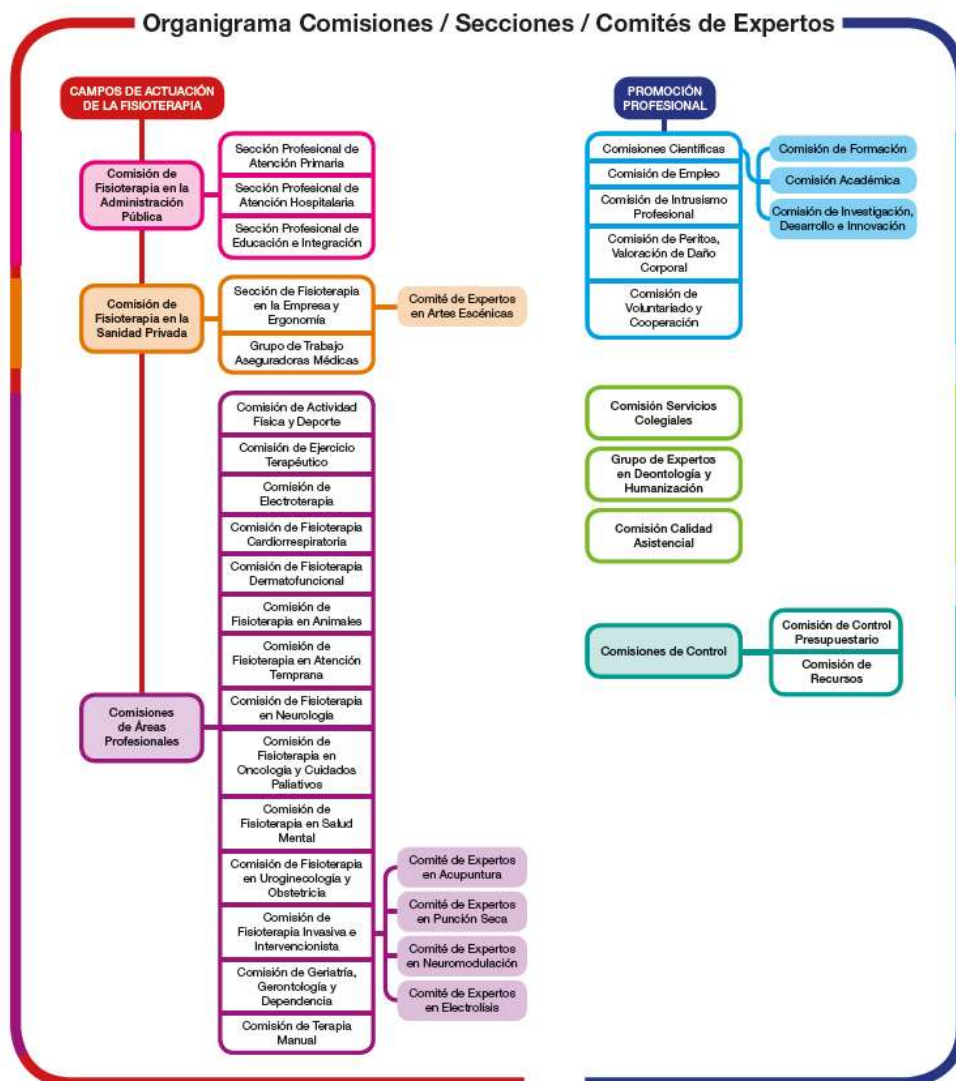 Organigrama Comisiones / Secciones / Comités de Expertos
CAMPOS DE ACTUACIÓN
DE LA FISIOTERAPIA
Comisión de
Fisioterapia en la
Administración
Pública
Sección Profesional de
Atención Primaria
Sección Profesional de
Atención Hospitalaria
Sección Profesional de
Educación e Integración
Comisión de
Fisioterapia en la
Sanidad Privada
Sección de Fisioterapia
en la Empresa y
Ergonomía
Grupo de Trabajo
Aseguradoras Médicas
Comité de Expertos
en Artes Escénicas
Comisiones
de Áreas
Profesionales
Comisión de Actividad
Física y Deporte
Comisión de Ejercicio
Terapéutico
Comisión de
Electroterapia
Comisión de Fisioterapia
Cardiorrespiratoria
Comisión de Fisioterapia
Dermatofuncional
Comisión de
Fisioterapia en Animales
Comisión de
Fisioterapia en Atención
Temprana
Comisión de Fisioterapia
en Neurología
Comisión de
Fisioterapia en
Oncología y Cuidados
Paliativos
Comisión de
Fisioterapia en Salud
Mental
Comisión de Fisioterapia
en Uroginecología y
Obstetricia
Comisión de
Fisioterapia Invasiva e
Intervencionista
Comisión de Geriatría,
Gerontología y
Dependencia
Comisión de Terapia
Manual
Comité de Expertos
en Acupuntura
Comité de Expertos
en Punción Seca
Comité de Expertos
en Neuromodulación
Comité de Expertos
en Electrolisis
PROMOCIÓN
PROFESIONAL
Comisiones Científicas
Comisión de Empleo
Comisión de Intrusismo
Profesional
Comisión de Peritos,
Valoración de Daño
Corporal
Comisión de
Voluntariado y
Cooperación
Comisión de Formación
Comisión Académica
Comisión de Investigación,
Desarrollo e Innovación
Comisión Servicios
Colegiales
Grupo de Expertos
en Deontología y
Humanización
Comisión Calidad
Asistencial
Comisiones de Control
Comisión de Control
Presupuestario
Comisión de
Recursos